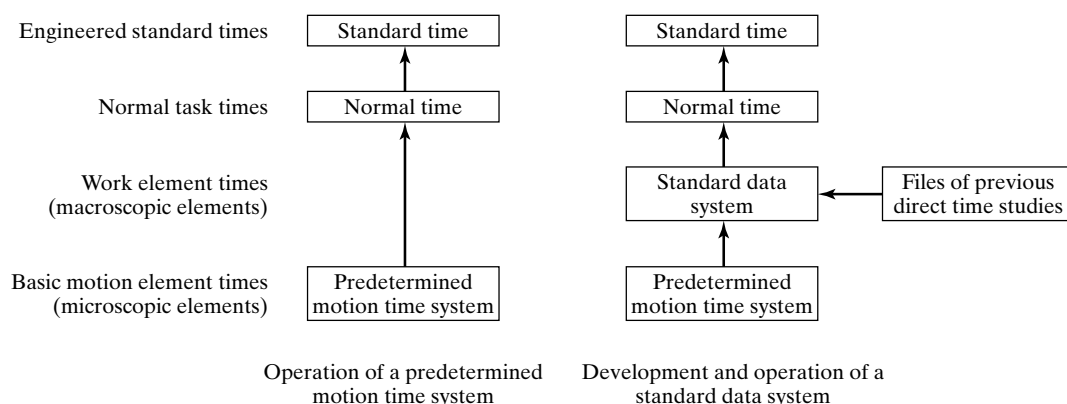 Engineered standard times
Standard time
Standard time
Normal task times
Normal time
Normal time
Work element times
(macroscopic elements)
Standard data
system
Files of previous
direct time studies
Basic motion element times
(microscopic elements)
Predetermined
motion time system
Predetermined
motion time system
Operation of a predetermined
motion time system
Development and operation of a
standard data system